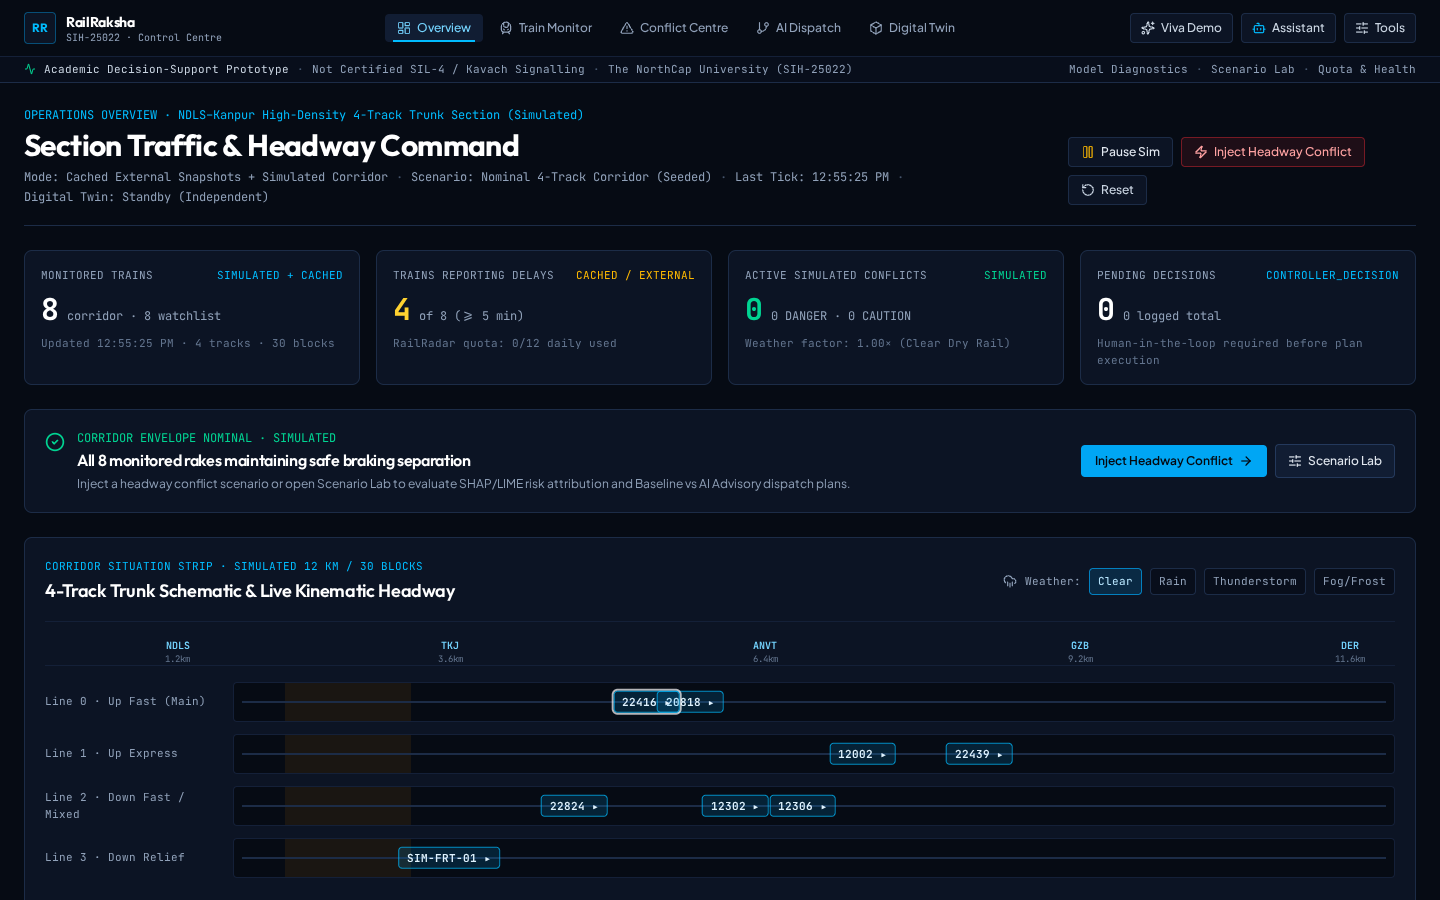 RR
RailRaksha
SIH-25022 · Control Centre
Overview
Train Monitor
Conflict Centre
AI Dispatch
Digital Twin
Viva Demo
Assistant
Tools
Academic Decision-Support Prototype · Not Certified SIL-4 / Kavach Signalling · The NorthCap University (SIH-25022)
Model Diagnostics · Scenario Lab · Quota & Health
OPERATIONS OVERVIEW · NDLS–Kanpur High-Density 4-Track Trunk Section (Simulated)
Section Traffic & Headway Command
Mode: Cached External Snapshots + Simulated Corridor · Scenario: Nominal 4-Track Corridor (Seeded) · Last Tick: 12:55:25 PM ·
Digital Twin: Standby (Independent)
Pause Sim
Inject Headway Conflict
Reset
MONITORED TRAINS
SIMULATED + CACHED
8 corridor · 8 watchlist
Updated 12:55:25 PM · 4 tracks · 30 blocks
TRAINS REPORTING DELAYS
CACHED / EXTERNAL
4 of 8 (⩾ 5 min)
RailRadar quota: 0/12 daily used
ACTIVE SIMULATED CONFLICTS
SIMULATED
0 0 DANGER · 0 CAUTION
Weather factor: 1.00× (Clear Dry Rail)
PENDING DECISIONS
CONTROLLER_DECISION
0 0 logged total
Human-in-the-loop required before plan
execution
CORRIDOR ENVELOPE NOMINAL · SIMULATED
All 8 monitored rakes maintaining safe braking separation
Inject a headway conflict scenario or open Scenario Lab to evaluate SHAP/LIME risk attribution and Baseline vs AI Advisory dispatch plans.
Inject Headway Conflict →
Scenario Lab
CORRIDOR SITUATION STRIP · SIMULATED 12 KM / 30 BLOCKS
4-Track Trunk Schematic & Live Kinematic Headway
Weather:
Clear
Rain
Thunderstorm
Fog/Frost
NDLS
1.2km
TKJ
3.6km
ANVT
6.4km
GZB
9.2km
DER
11.6km
Line 0 · Up Fast (Main)
22416
20818 ▸
Line 1 · Up Express
12002 ▸
22439 ▸
Line 2 · Down Fast /
Mixed
22824 ▸
12302 ▸
12306 ▸
Line 3 · Down Relief
SIM-FRT-01 ▸